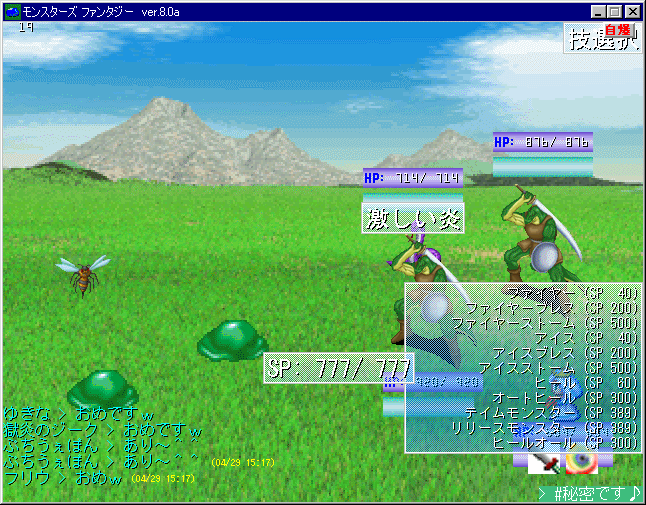 モンスターズ ファンタジー ver.8.0a
19
技選択
自爆
HP: 876/ 876
HP: 714/ 714
激しい炎
ファイヤー (SP 40)
ファイヤーブレス (SP 200)
ファイヤーストーム (SP 500)
アイス (SP 40)
アイスブレス (SP 200)
アイスストーム (SP 500)
ヒール (SP 60)
オートヒール (SP 300)
テイムモンスター (SP 389)
リリースモンスター (SP 389)
ヒールオール (SP 300)
SP: 777/ 777
HP: 920/ 920
ゆきな > おめですｗ
獄炎のジーク > おめですｗ
ぷちうぇぽん > あり～＾＾
ぷちうぇぽん > あり～＾＾ (04/29 15:17)
フリウ > おめｗ (04/29 15:17)
> #秘密です♪